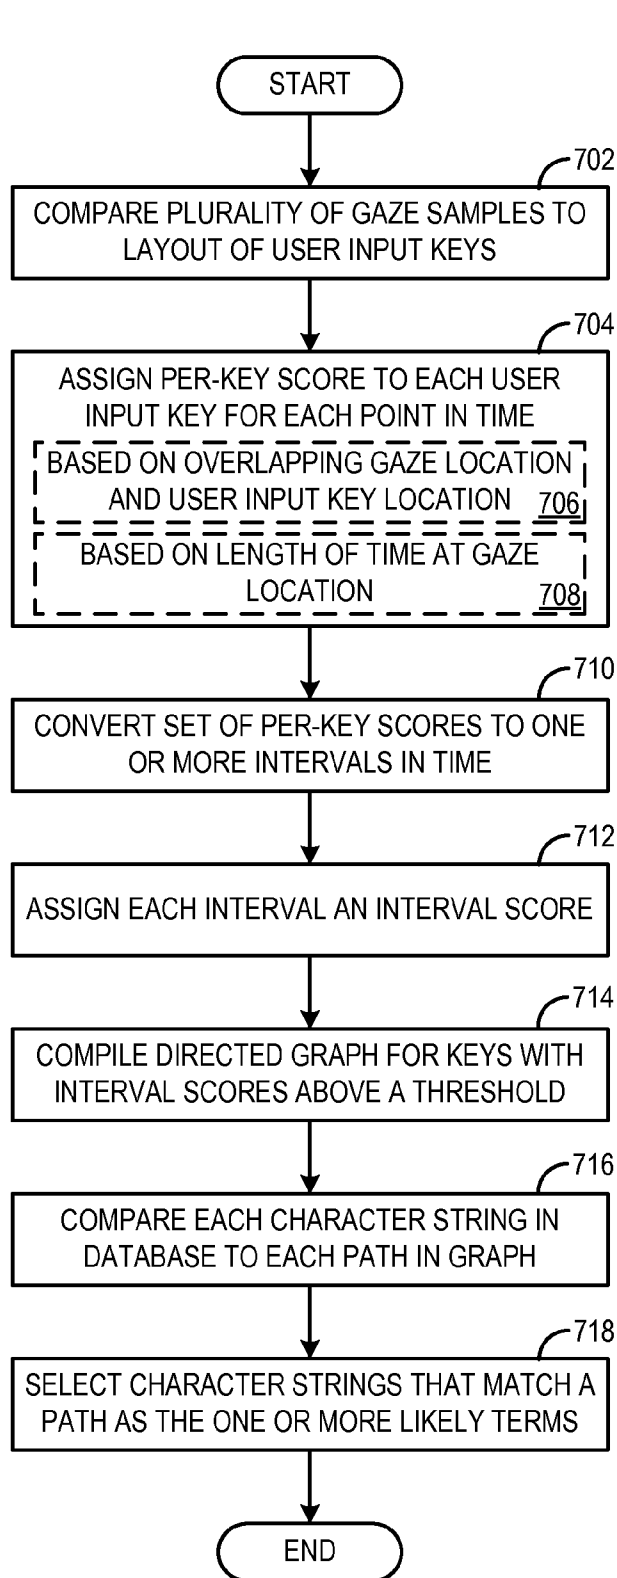 START
702
COMPARE PLURALITY OF GAZE SAMPLES TO
LAYOUT OF USER INPUT KEYS
704
ASSIGN PER-KEY SCORE TO EACH USER
INPUT KEY FOR EACH POINT IN TIME
BASED ON OVERLAPPING GAZE LOCATION
AND USER INPUT KEY LOCATION 706
BASED ON LENGTH OF TIME AT GAZE
LOCATION 708
710
CONVERT SET OF PER-KEY SCORES TO ONE
OR MORE INTERVALS IN TIME
712
ASSIGN EACH INTERVAL AN INTERVAL SCORE
714
COMPILE DIRECTED GRAPH FOR KEYS WITH
INTERVAL SCORES ABOVE A THRESHOLD
716
COMPARE EACH CHARACTER STRING IN
DATABASE TO EACH PATH IN GRAPH
718
SELECT CHARACTER STRINGS THAT MATCH A
PATH AS THE ONE OR MORE LIKELY TERMS
END